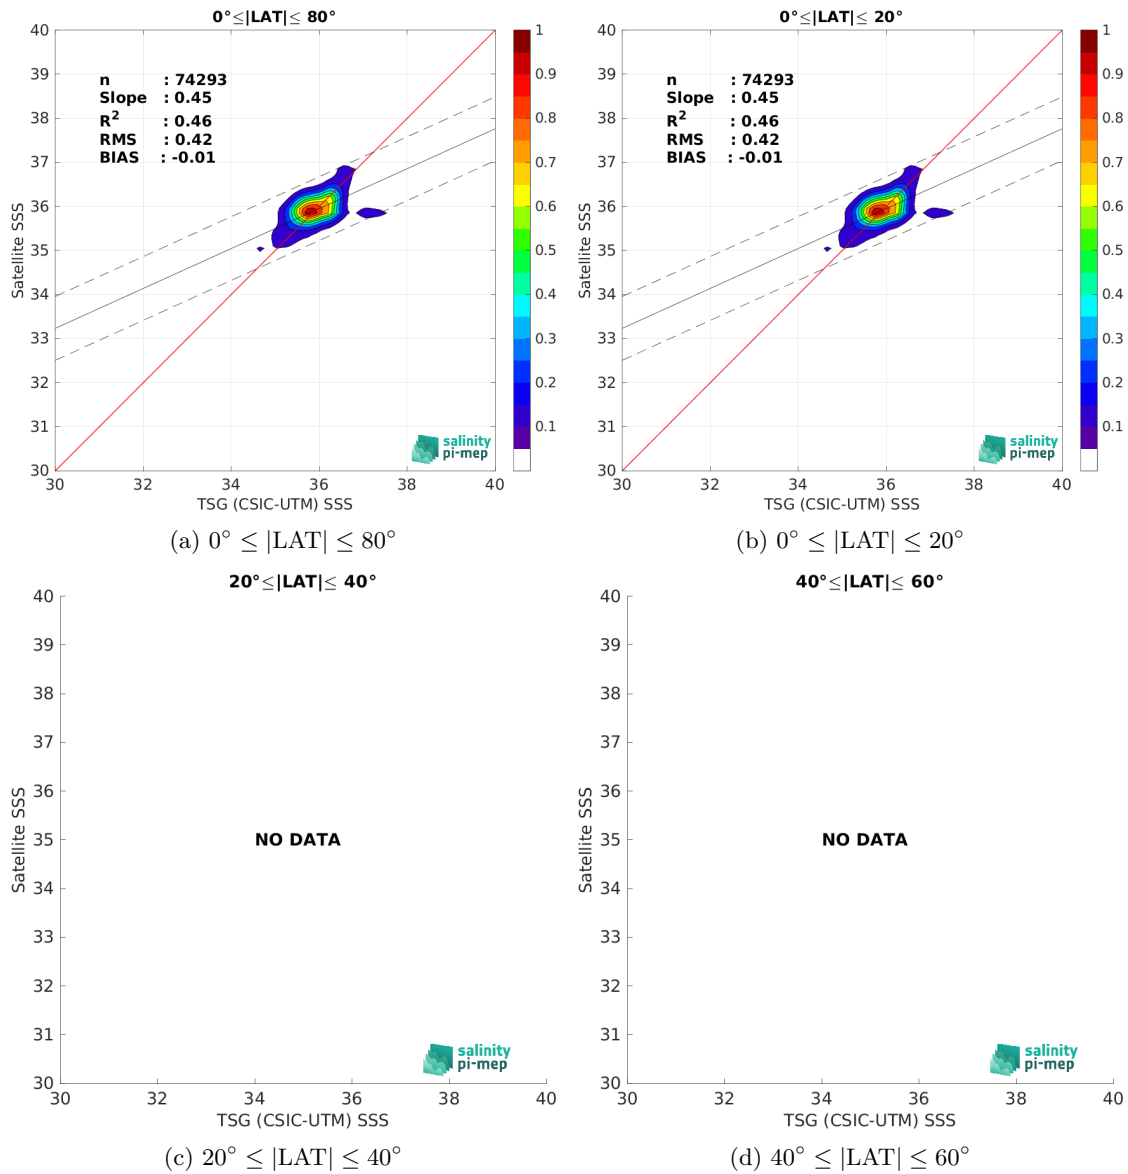 0°≤|LAT|≤ 80°
40
39
38
37
36
35
34
33
32
31
30
Satellite SSS
n : 74293
Slope : 0.45
R² : 0.46
RMS : 0.42
BIAS : -0.01
salinity
pi-mep
30 32 34 36 38 40
TSG (CSIC-UTM) SSS
1
0.9
0.8
0.7
0.6
0.5
0.4
0.3
0.2
0.1
(a) 0° ≤ |LAT| ≤ 80°
0°≤|LAT|≤ 20°
40
39
38
37
36
35
34
33
32
31
30
Satellite SSS
n : 74293
Slope : 0.45
R² : 0.46
RMS : 0.42
BIAS : -0.01
salinity
pi-mep
30 32 34 36 38 40
TSG (CSIC-UTM) SSS
1
0.9
0.8
0.7
0.6
0.5
0.4
0.3
0.2
0.1
(b) 0° ≤ |LAT| ≤ 20°
20°≤|LAT|≤ 40°
40
39
38
37
36
35
34
33
32
31
30
Satellite SSS
NO DATA
salinity
pi-mep
30 32 34 36 38 40
TSG (CSIC-UTM) SSS
(c) 20° ≤ |LAT| ≤ 40°
40°≤|LAT|≤ 60°
40
39
38
37
36
35
34
33
32
31
30
Satellite SSS
NO DATA
salinity
pi-mep
30 32 34 36 38 40
TSG (CSIC-UTM) SSS
(d) 40° ≤ |LAT| ≤ 60°